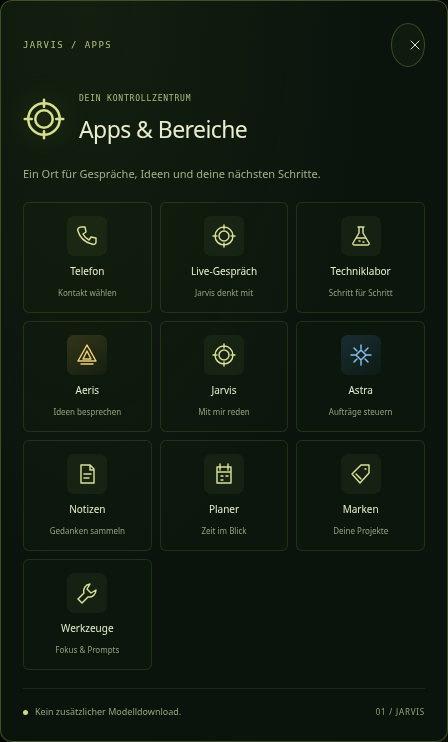 JARVIS / APPS
DEIN KONTROLLZENTRUM
Apps & Bereiche
Ein Ort für Gespräche, Ideen und deine nächsten Schritte.
Telefon
Kontakt wählen
Live-Gespräch
Jarvis denkt mit
Techniklabor
Schritt für Schritt
Aeris
Ideen besprechen
Jarvis
Mit mir reden
Astra
Aufträge steuern
Notizen
Gedanken sammeln
Planer
Zeit im Blick
Marken
Deine Projekte
Werkzeuge
Fokus & Prompts
Kein zusätzlicher Modelldownload.
01 / JARVIS